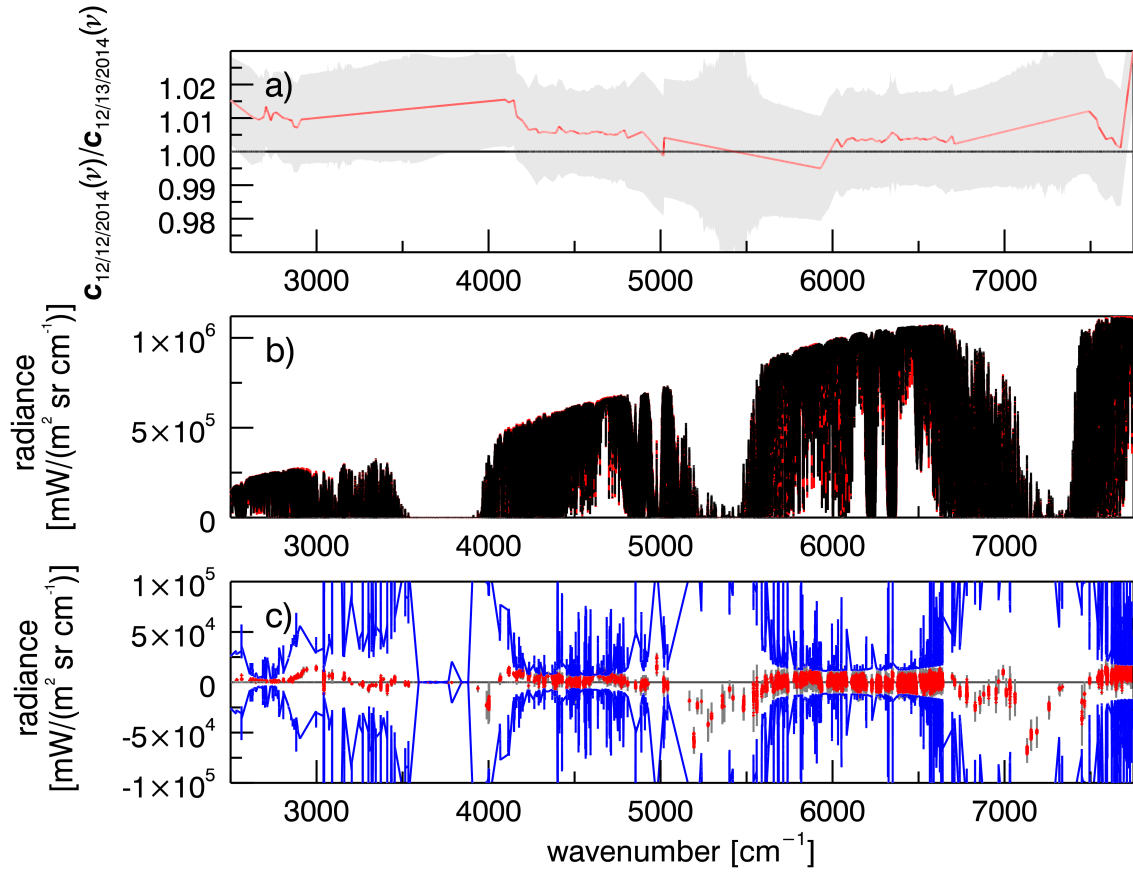 c12/12/2014(ν)/c12/13/2014(ν)
a)
1.02
1.01
1.00
0.99
0.98
3000 4000 5000 6000 7000
radiance
[mW/(m² sr cm⁻¹)]
b)
1×10⁶
5×10⁵
0
3000 4000 5000 6000 7000
radiance
[mW/(m² sr cm⁻¹)]
c)
1×10⁵
5×10⁴
0
-5×10⁴
-1×10⁵
3000 4000 5000 6000 7000
wavenumber [cm⁻¹]